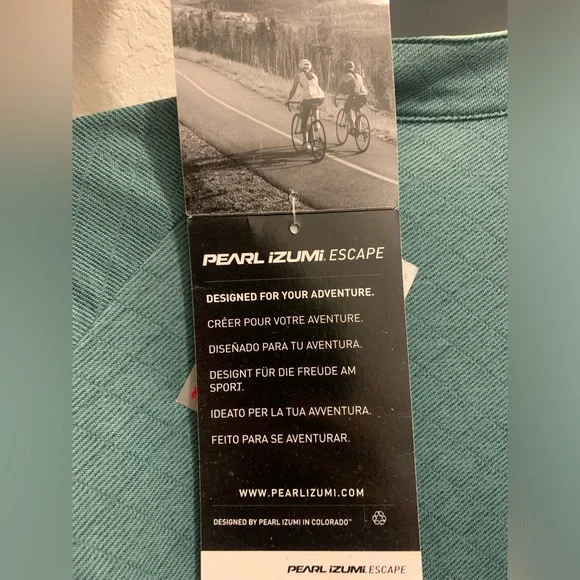 PEARL iZUMi. ESCAPE
DESIGNED FOR YOUR ADVENTURE.
CRÉER POUR VOTRE AVENTURE.
DISEÑADO PARA TU AVENTURA.
DESIGNT FÜR DIE FREUDE AM
SPORT.
IDEATO PER LA TUA AVVENTURA.
FEITO PARA SE AVENTURAR.
WWW.PEARLIZUMI.COM
DESIGNED BY PEARL IZUMI IN COLORADO™
PEARL iZUMi. ESCAPE